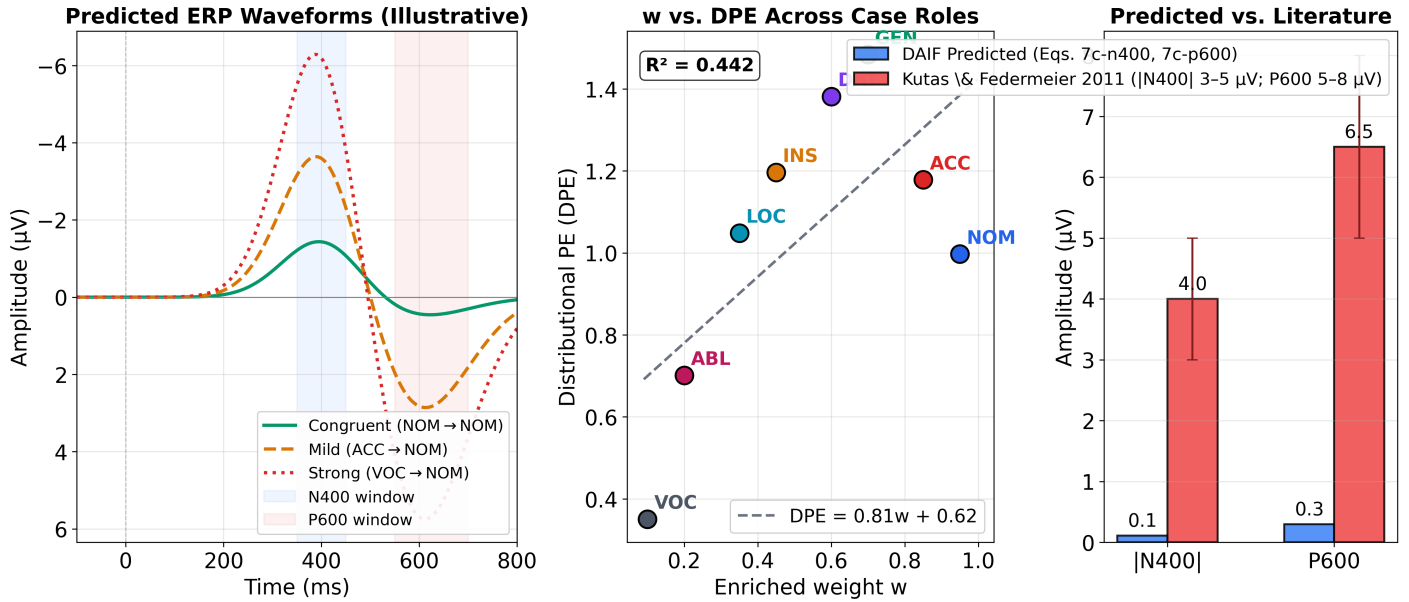 Predicted ERP Waveforms (Illustrative)
−6
−4
−2
0
2
4
6
Amplitude (μV)
0
200
400
600
800
Time (ms)
Congruent (NOM→NOM)
Mild (ACC→NOM)
Strong (VOC→NOM)
N400 window
P600 window
w vs. DPE Across Case Roles
R² = 0.442
GEN
INS
ACC
LOC
NOM
ABL
VOC
1.4
1.2
1.0
0.8
0.6
0.4
Distributional PE (DPE)
DPE = 0.81w + 0.62
0.2
0.4
0.6
0.8
1.0
Enriched weight w
Predicted vs. Literature
DAIF Predicted (Eqs. 7c-n400, 7c-p600)
Kutas \& Federmeier 2011 (|N400| 3–5 μV; P600 5–8 μV)
7
6
5
4
3
2
1
0
Amplitude (μV)
0.1
4.0
0.3
6.5
|N400|
P600